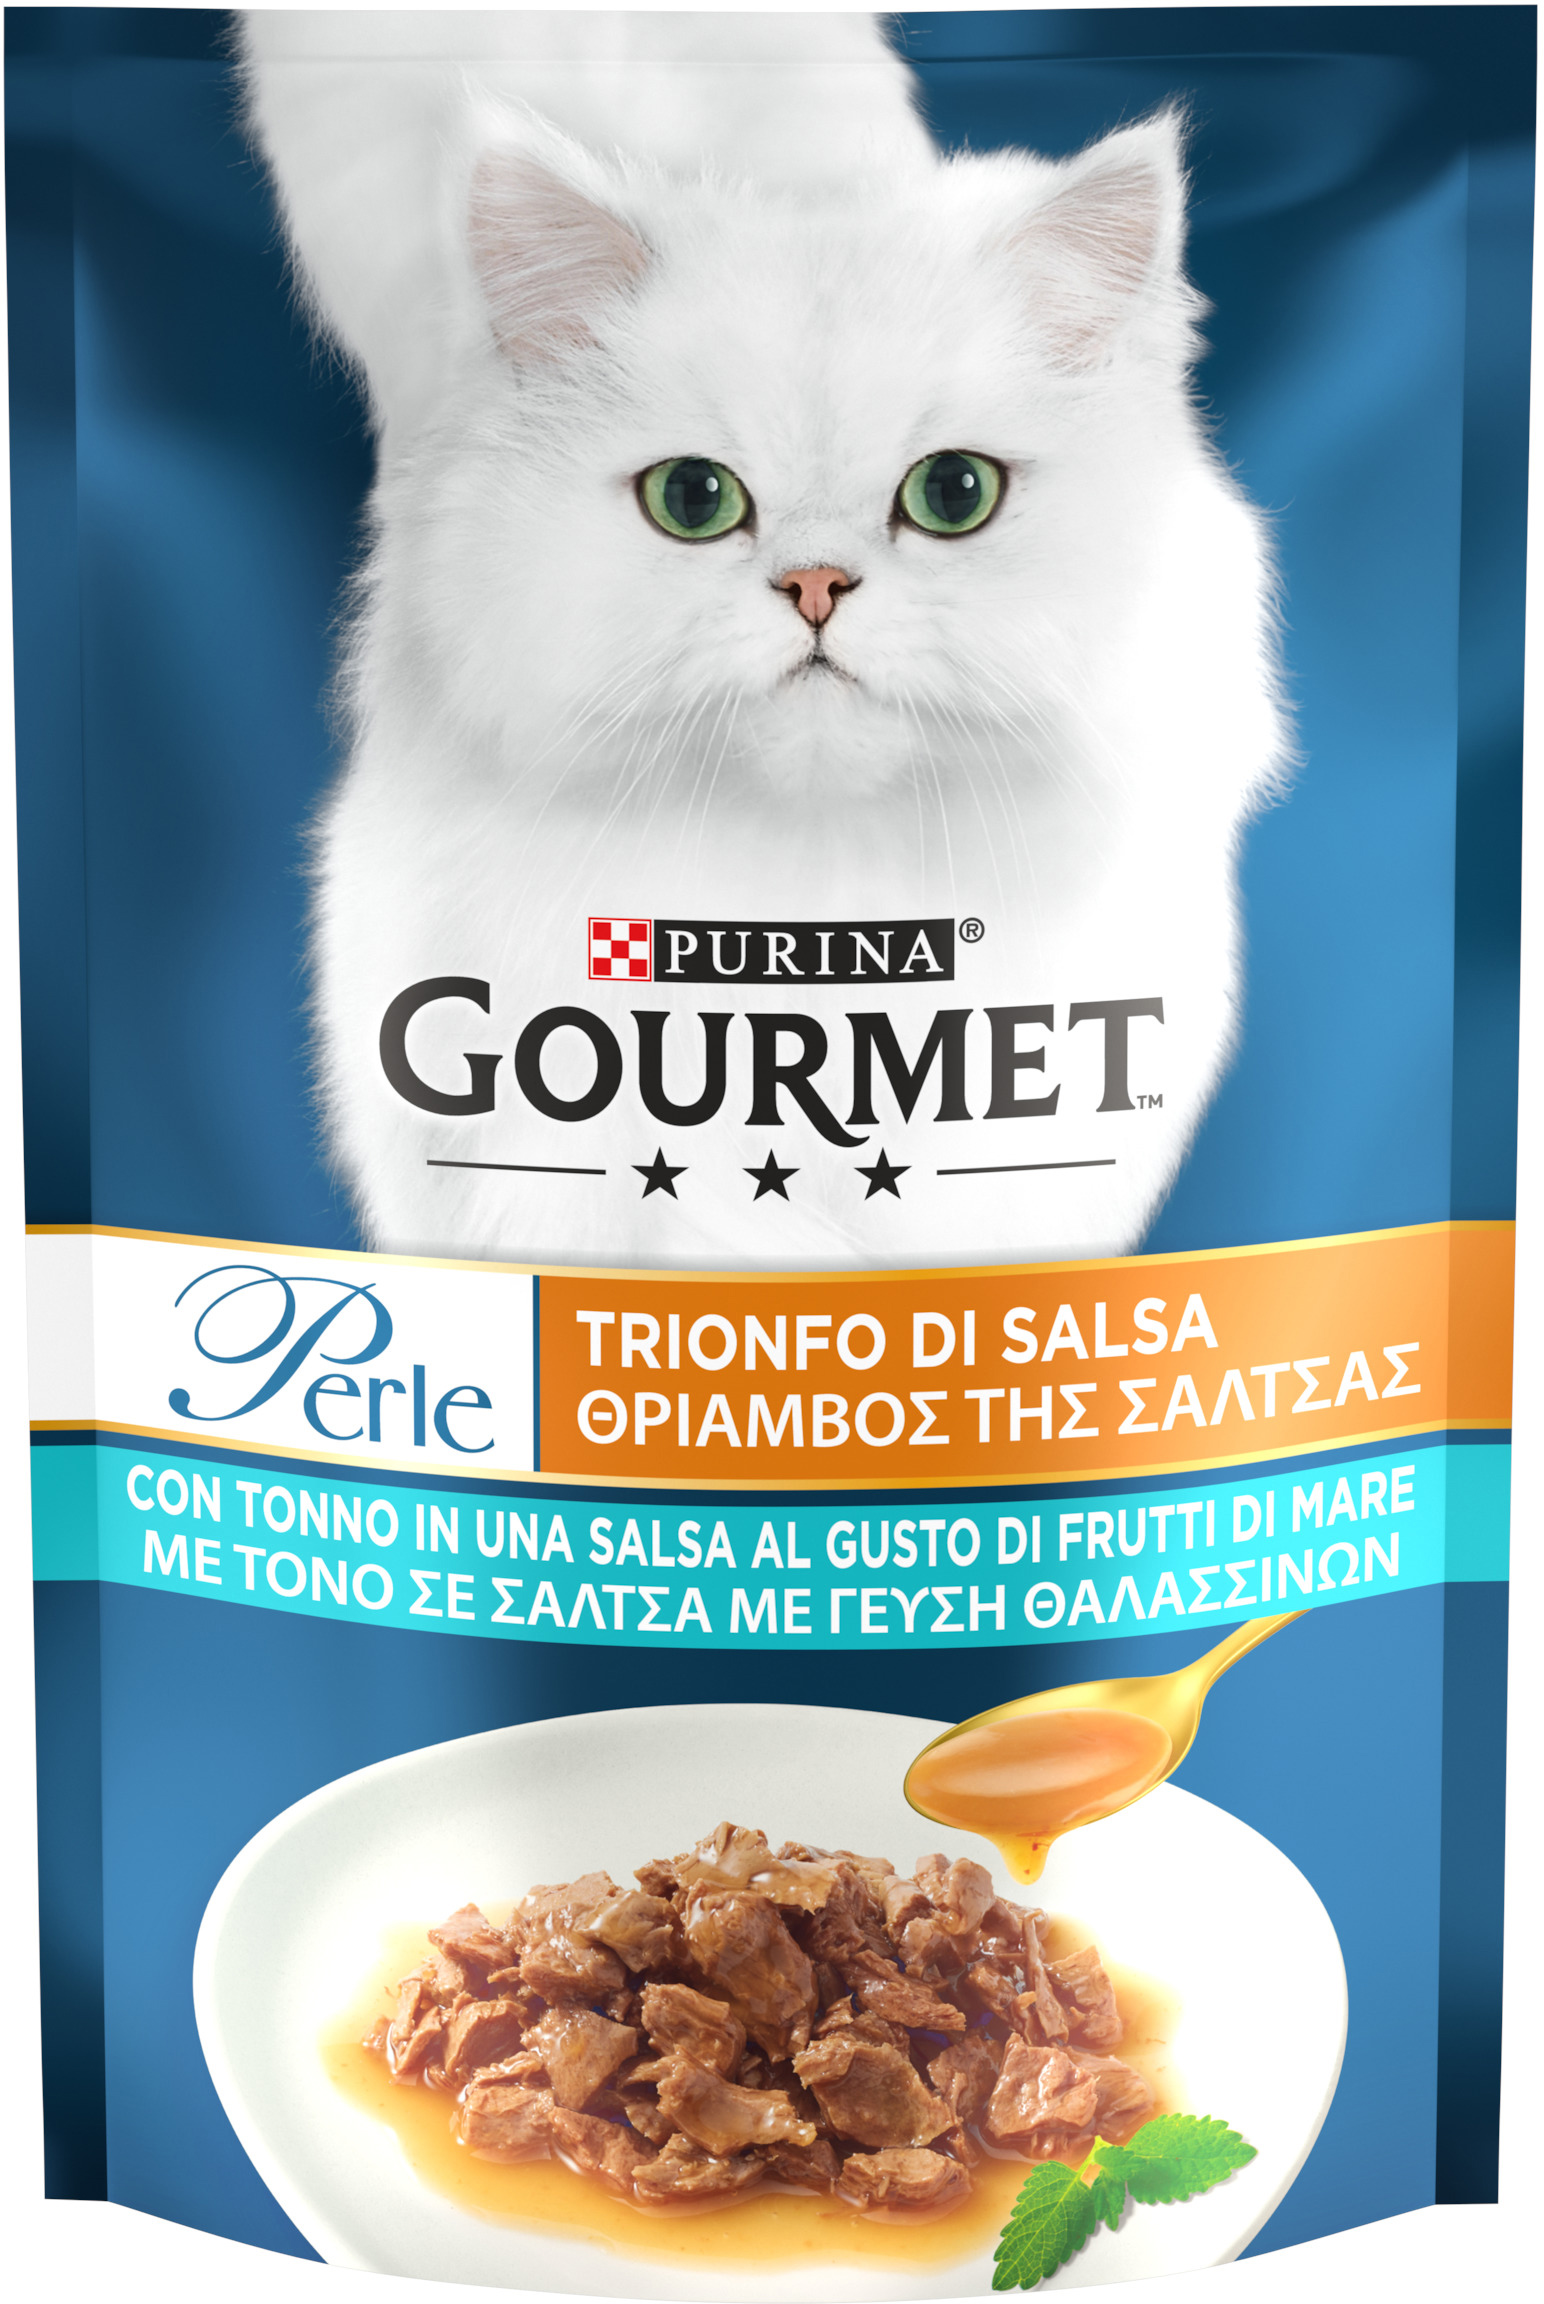 PURINA®
GOURMET™
Perle
TRIONFO DI SALSA
ΘΡΙΑΜΒΟΣ ΤΗΣ ΣΑΛΤΣΑΣ
CON TONNO IN UNA SALSA AL GUSTO DI FRUTTI DI MARE
ΜΕ ΤΟΝΟ ΣΕ ΣΑΛΤΣΑ ΜΕ ΓΕΥΣΗ ΘΑΛΑΣΣΙΝΩΝ